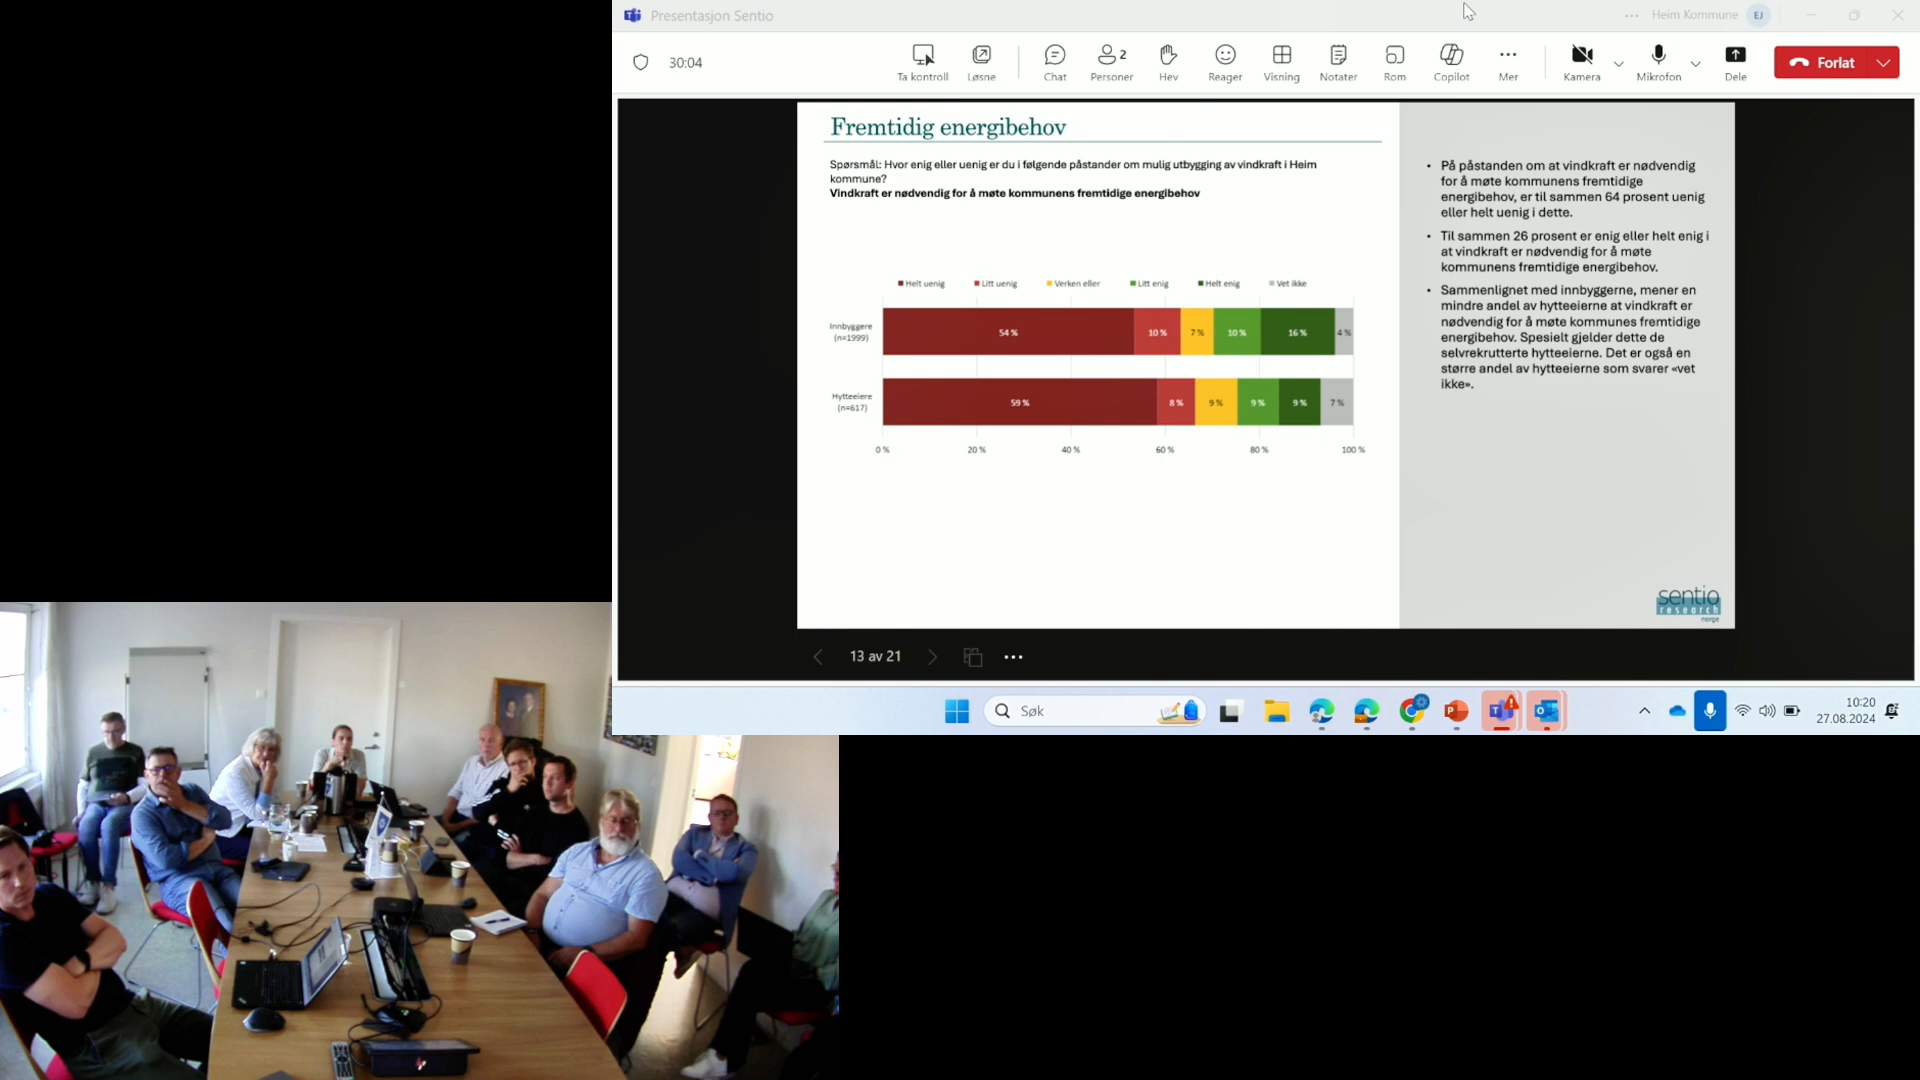 Presentasjon Sentio
Heim Kommune
EJ
30:04
Ta kontroll
Løsne
Chat
2
Personer
Hev
Reager
Visning
Notater
Rom
Copilot
Mer
Kamera
Mikrofon
Dele
Forlat
Fremtidig energibehov
Spørsmål: Hvor enig eller uenig er du i følgende påstander om mulig utbygging av vindkraft i Heim
kommune?
Vindkraft er nødvendig for å møte kommunens fremtidige energibehov
Helt uenig
Litt uenig
Verken eller
Litt enig
Helt enig
Vet ikke
Innbyggere
(n=1999)
54 %
10 %
7 %
10 %
16 %
4 %
Hytteeiere
(n=617)
59 %
8 %
9 %
9 %
9 %
7 %
0 %
20 %
40 %
60 %
80 %
100 %
• På påstanden om at vindkraft er nødvendig
for å møte kommunens fremtidige
energibehov, er til sammen 64 prosent uenig
eller helt uenig i dette.
• Til sammen 26 prosent er enig eller helt enig i
at vindkraft er nødvendig for å møte
kommunens fremtidige energibehov.
• Sammenlignet med innbyggerne, mener en
mindre andel av hytteeierne at vindkraft er
nødvendig for å møte kommunes fremtidige
energibehov. Spesielt gjelder dette de
selvrekrutterte hytteeierne. Det er også en
større andel av hytteeierne som svarer «vet
ikke».
sentio
research
norge
13 av 21
Søk
10:20
27.08.2024